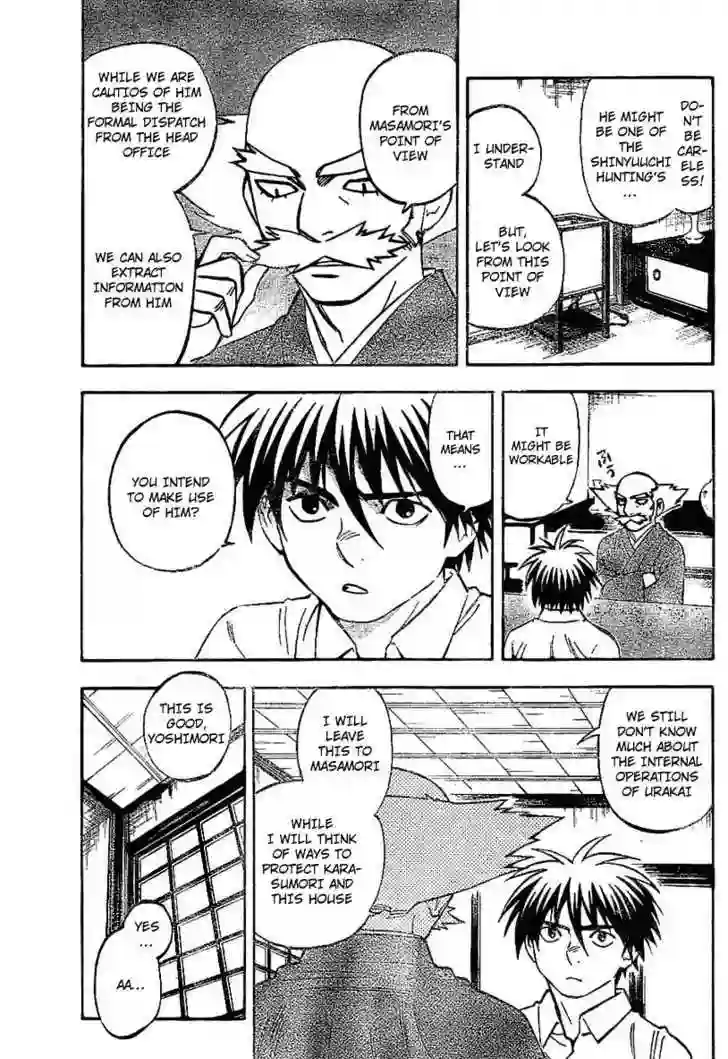 DO-
N'T
BE
CAR-
ELE
SS!
HE MIGHT
BE ONE OF
THE
SHINYUUCHI
HUNTING'S
...
I UNDER-
STAND
BUT,
LET'S LOOK
FROM THIS
POINT OF
VIEW
FROM
MASAMORI'S
POINT OF
VIEW
WHILE WE ARE
CAUTIOS OF HIM
BEING THE
FORMAL DISPATCH
FROM THE HEAD
OFFICE
WE CAN ALSO
EXTRACT
INFORMATION
FROM HIM
IT
MIGHT BE
WORKABLE
THAT
MEANS
...
YOU INTEND
TO MAKE USE
OF HIM?
WE STILL
DON'T KNOW
MUCH ABOUT
THE INTERNAL
OPERATIONS
OF URAKAI
I WILL
LEAVE
THIS TO
MASAMORI
WHILE
I WILL THINK
OF WAYS TO
PROTECT KARA-
SUMORI AND
THIS HOUSE
THIS IS
GOOD,
YOSHIMORI
YES
...
AA...